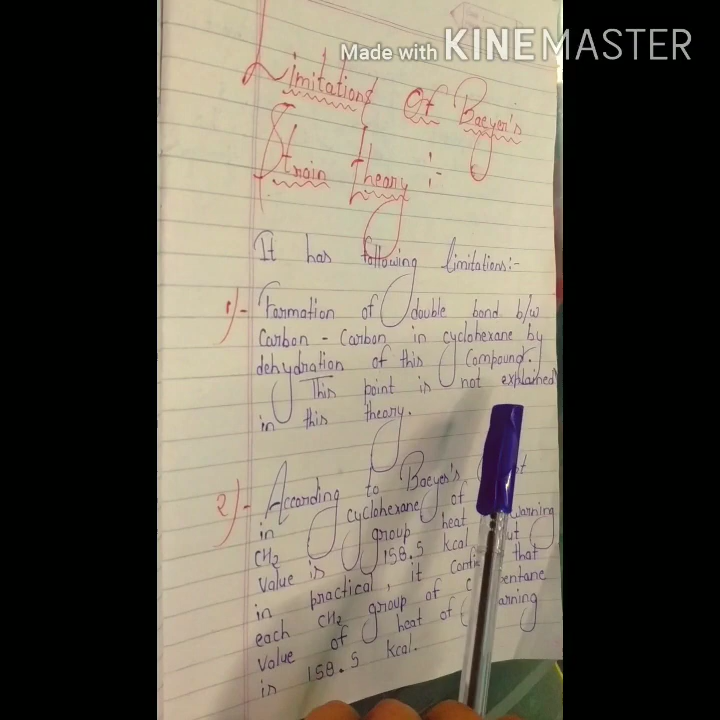 Made with KINEMASTER
Limitations Of Baeyer's
Strain theory :-
It has following limitations:-
1)- Formation of double bond b/w
Carbon - Carbon in cyclohexane by
dehydration of this Compound.
This point is not explained
in this theory.
2)- According to Baeyer's
in cyclohexane of
CH2 group heat
value is 158.5 kcal
in practical, it that
each CH2 group of
value of heat of
is 158.5 kcal.